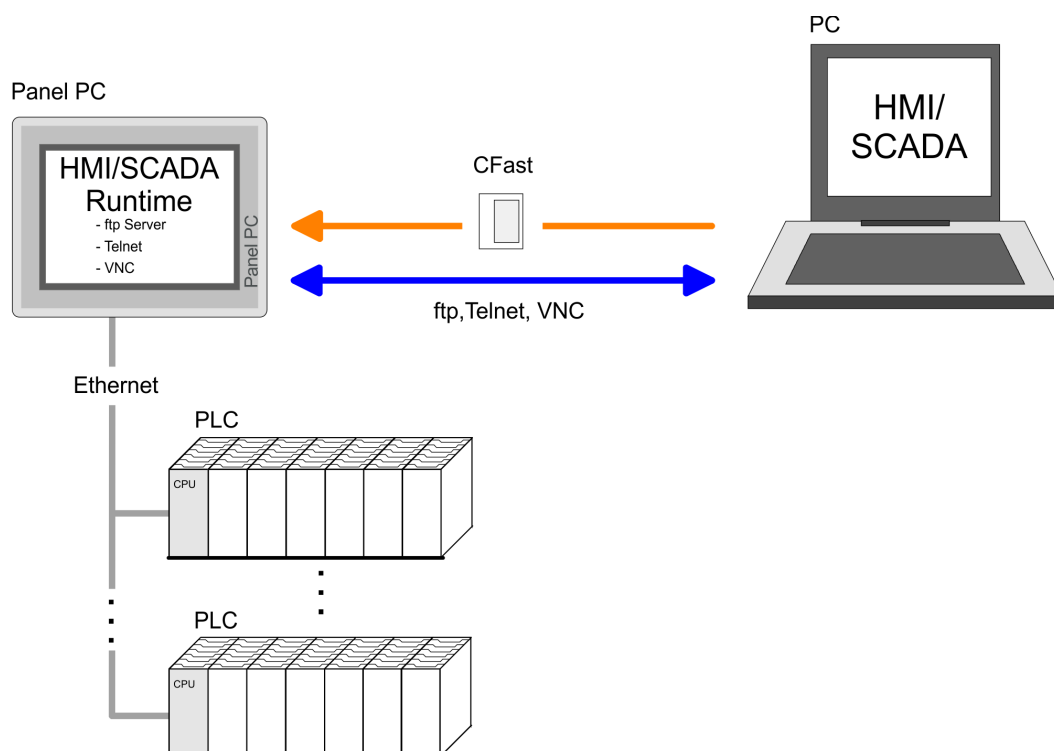 PC
Panel PC
HMI/
SCADA
HMI/SCADA
Runtime
- ftp Server
- Telnet
- VNC
Panel PC
CFast
ftp,Telnet, VNC
Ethernet
PLC
CPU
PLC
CPU